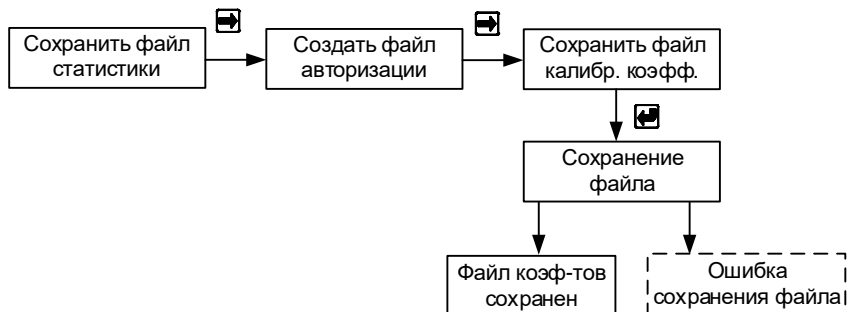 Сохранить файл
статистики
Создать файл
авторизации
Сохранить файл
калибр. коэфф.
Сохранение
файла
Файл коэф-тов
сохранен
Ошибка
сохранения файла